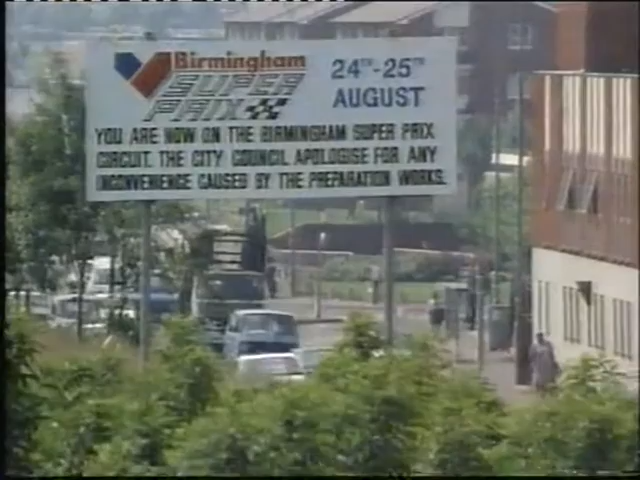 Birmingham
SUPER
PRIX
24TH-25TH
AUGUST
YOU ARE NOW ON THE BIRMINGHAM SUPER PRIX
CIRCUIT. THE CITY COUNCIL APOLOGISE FOR ANY
INCONVENIENCE CAUSED BY THE PREPARATION WORKS.